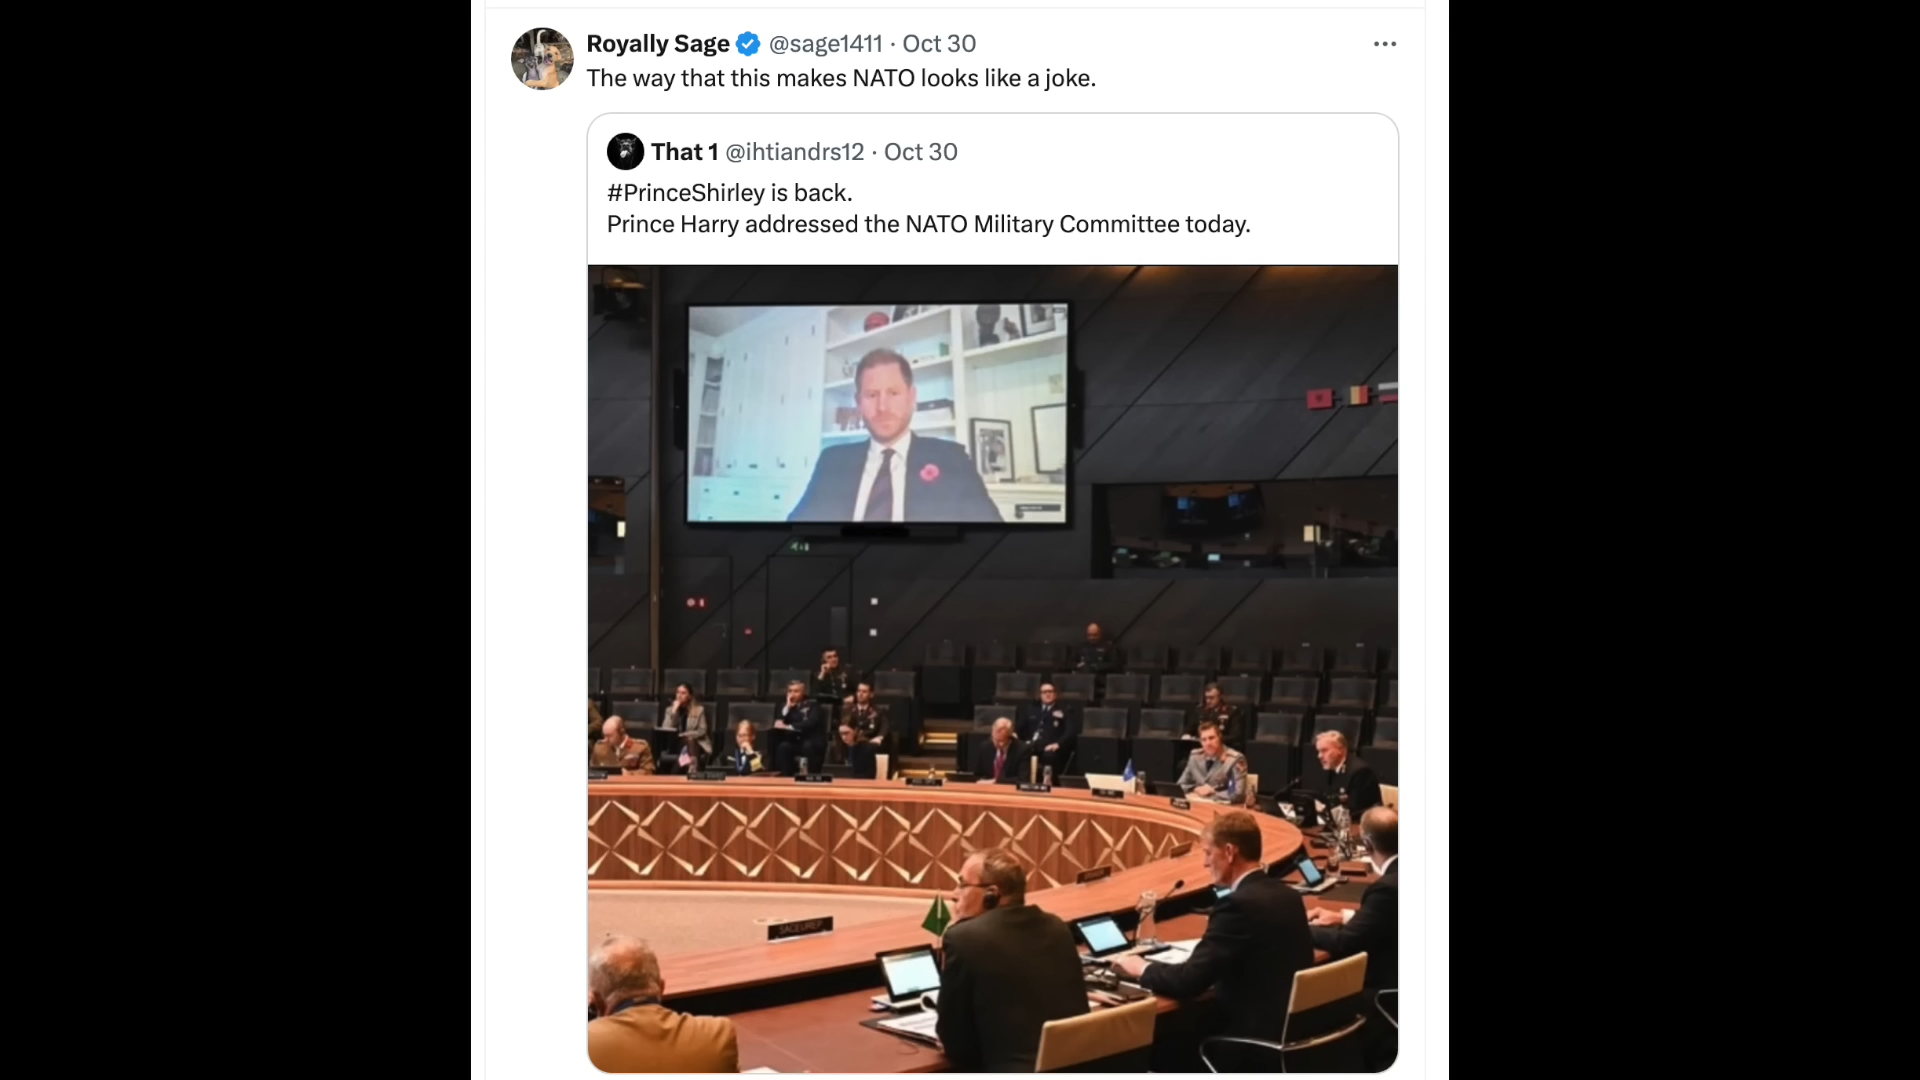 Royally Sage @sage1411 · Oct 30
The way that this makes NATO looks like a joke.
That 1 @ihtiandrs12 · Oct 30
#PrinceShirley is back.
Prince Harry addressed the NATO Military Committee today.
SACEUREP